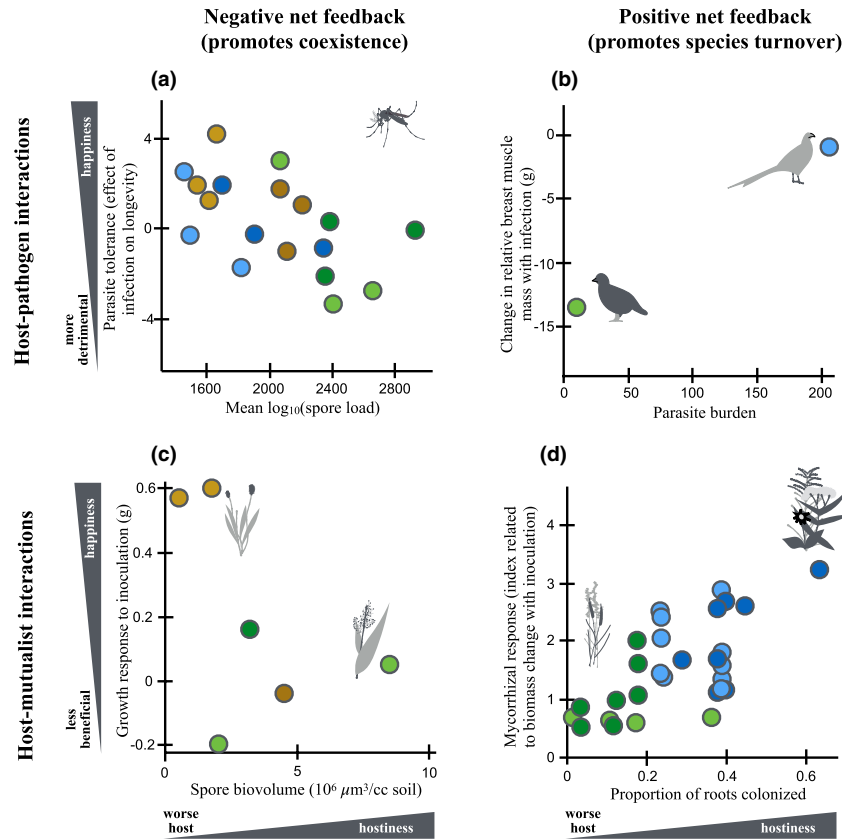 Negative net feedback
(promotes coexistence)
Positive net feedback
(promotes species turnover)
Host-pathogen interactions
happiness
more
detrimental
(a)
Parasite tolerance (effect of
infection on longevity)
4
0
-4
1600 2000 2400 2800
Mean log₁₀(spore load)
(b)
Change in relative breast muscle
mass with infection (g)
0
-5
-10
-15
0 50 100 150 200
Parasite burden
Host-mutualist interactions
happiness
less
beneficial
(c)
Growth response to inoculation (g)
0.6
0.4
0.2
0
-0.2
0 5 10
Spore biovolume (10⁶ µm³/cc soil)
worse
host
hostiness
(d)
Mycorrhizal response (index related
to biomass change with inoculation)
4
3
2
1
0
0 0.2 0.4 0.6
Proportion of roots colonized
worse
host
hostiness